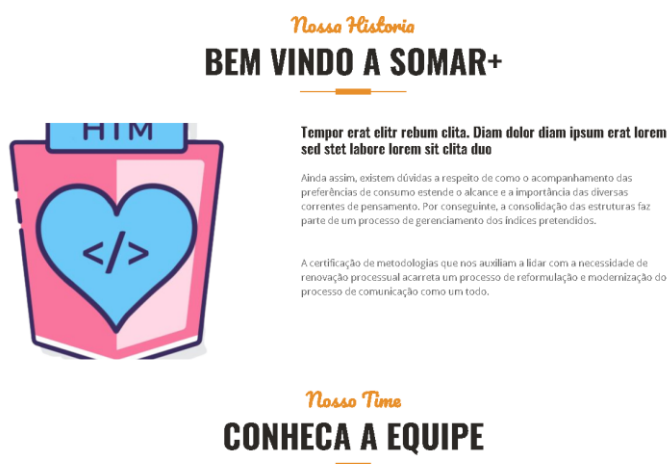 Nossa Historia
BEM VINDO A SOMAR+
HTM
</>
Tempor erat elitr rebum clita. Diam dolor diam ipsum erat lorem
sed stet labore lorem sit clita duo
Ainda assim, existem dúvidas a respeito de como o acompanhamento das
preferências de consumo estende o alcance e a importância das diversas
correntes de pensamento. Por conseguinte, a consolidação das estruturas faz
parte de um processo de gerenciamento dos índices pretendidos.
A certificação de metodologias que nos auxiliam a lidar com a necessidade de
renovação processual acarreta um processo de reformulação e modernização do
processo de comunicação como um todo.
Nosso Time
CONHECA A EQUIPE